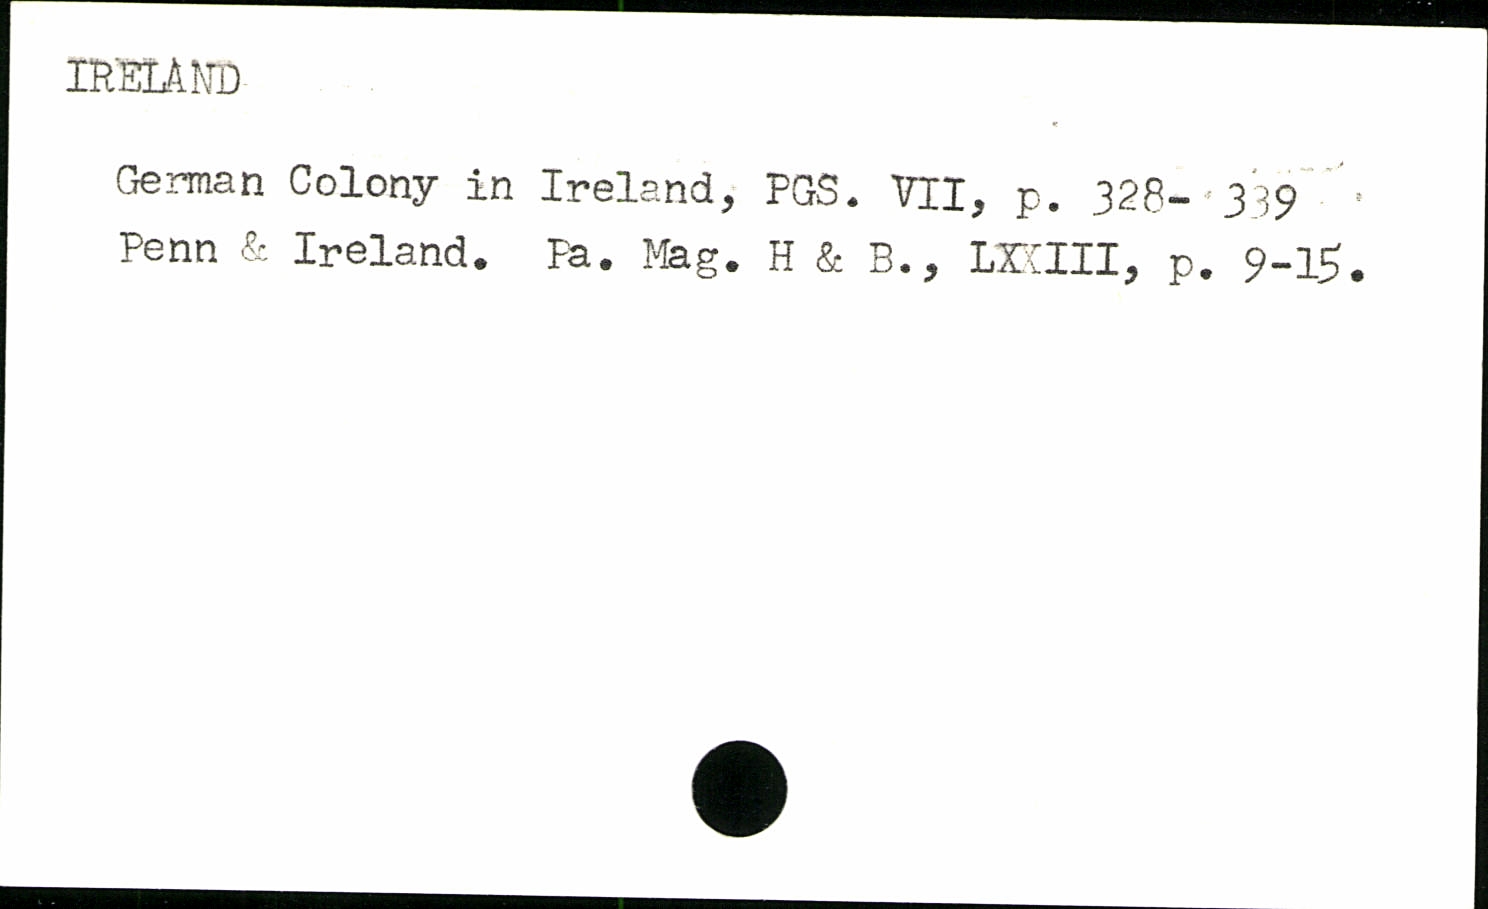 IRELAND
German Colony in Ireland, PGS. VII, p. 328- 339
Penn & Ireland. Pa. Mag. H & B., LXXIII, p. 9-15.